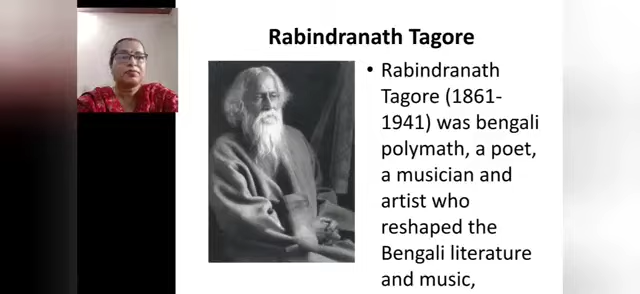 Rabindranath Tagore
• Rabindranath
Tagore (1861-
1941) was bengali
polymath, a poet,
a musician and
artist who
reshaped the
Bengali literature
and music,